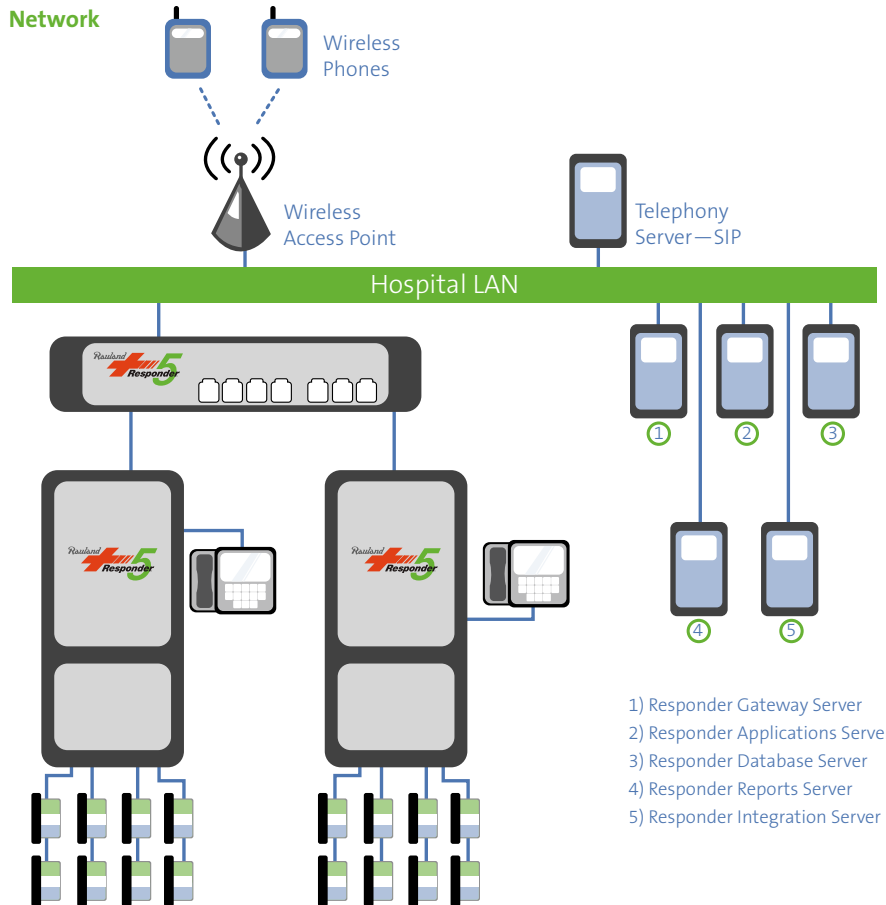 Network
Wireless
Phones
Wireless
Access Point
Telephony
Server—SIP
Hospital LAN
Rauland
Responder 5
1
2
3
Rauland
Responder 5
Rauland
Responder 5
4
5
1) Responder Gateway Server
2) Responder Applications Serve
3) Responder Database Server
4) Responder Reports Server
5) Responder Integration Server